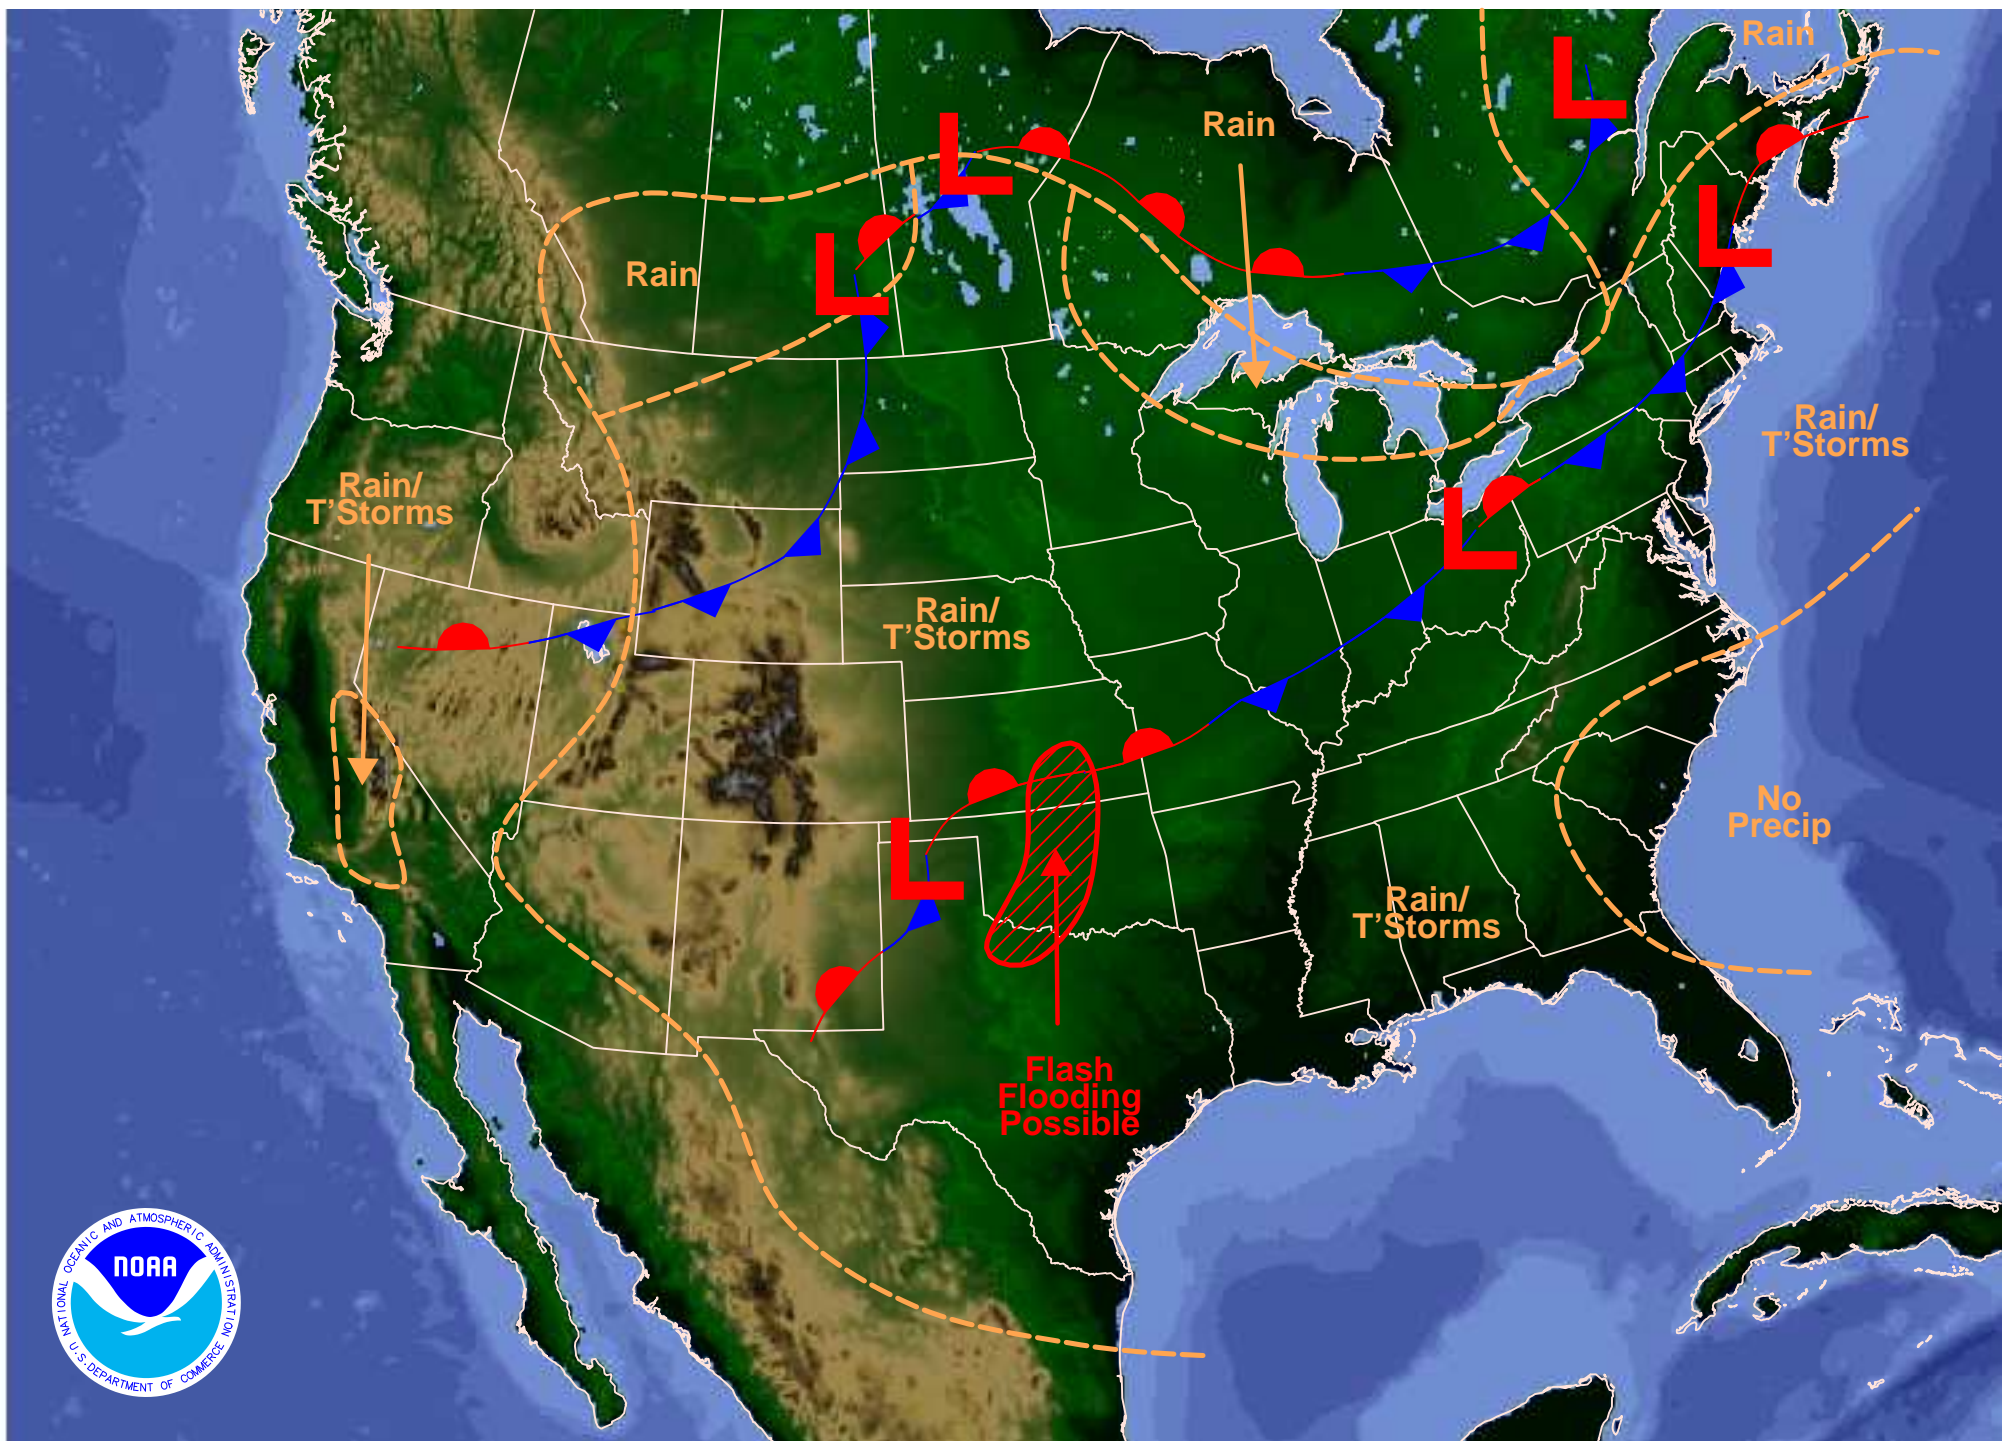 Rain
L
L
Rain
L
L
Rain
L
Rain/
T'Storms
Rain/
T'Storms
L
Rain/
T'Storms
No
Precip
L
Rain/
T'Storms
Flash
Flooding
Possible
NATIONAL OCEANIC AND ATMOSPHERIC ADMINISTRATION
NOAA
U.S. DEPARTMENT OF COMMERCE